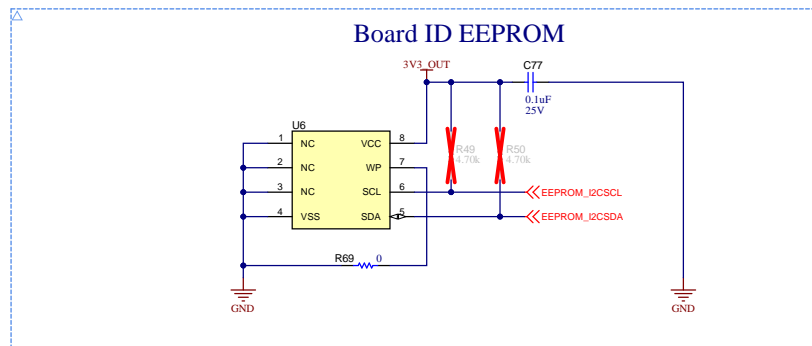 Board ID EEPROM
3V3_OUT
C77
0.1uF
25V
U6
1 NC VCC 8
2 NC WP 7
3 NC SCL 6
4 VSS SDA 5
R49
4.70k
R50
4.70k
EEPROM_I2CSCL
EEPROM_I2CSDA
R69 0
GND
GND